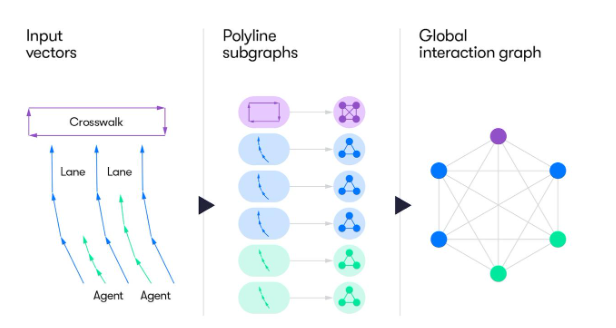 Input
vectors
Polyline
subgraphs
Global
interaction graph
Crosswalk
Lane
Lane
Agent
Agent